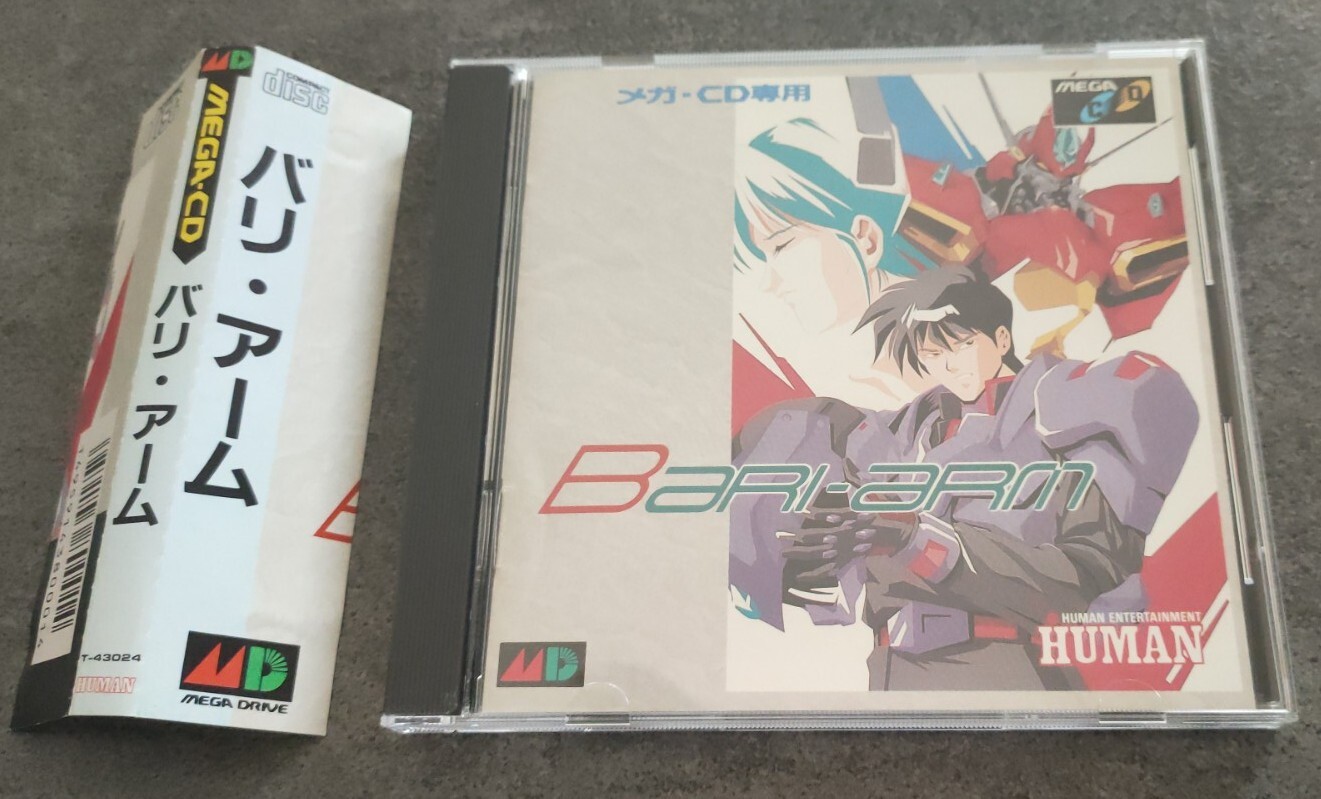 MD
MEGA-CD
バリ・アーム
T-43024
HUMAN
COMPACT
disc
バリ・アーム
MD
MEGA DRIVE
メガ・CD専用
MEGA
CD
BARI-ARM
MD
HUMAN ENTERTAINMENT
HUMAN